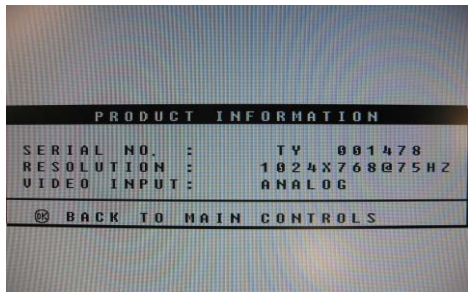 PRODUCT INFORMATION
SERIAL NO. : TY 001478
RESOLUTION : 1024X768@75HZ
VIDEO INPUT: ANALOG
OK BACK TO MAIN CONTROLS